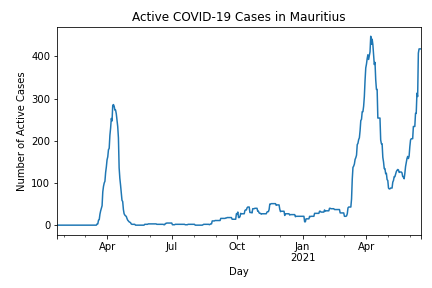 Active COVID-19 Cases in Mauritius
Number of Active Cases
400
300
200
100
0
Apr
Jul
Oct
Jan
2021
Apr
Day